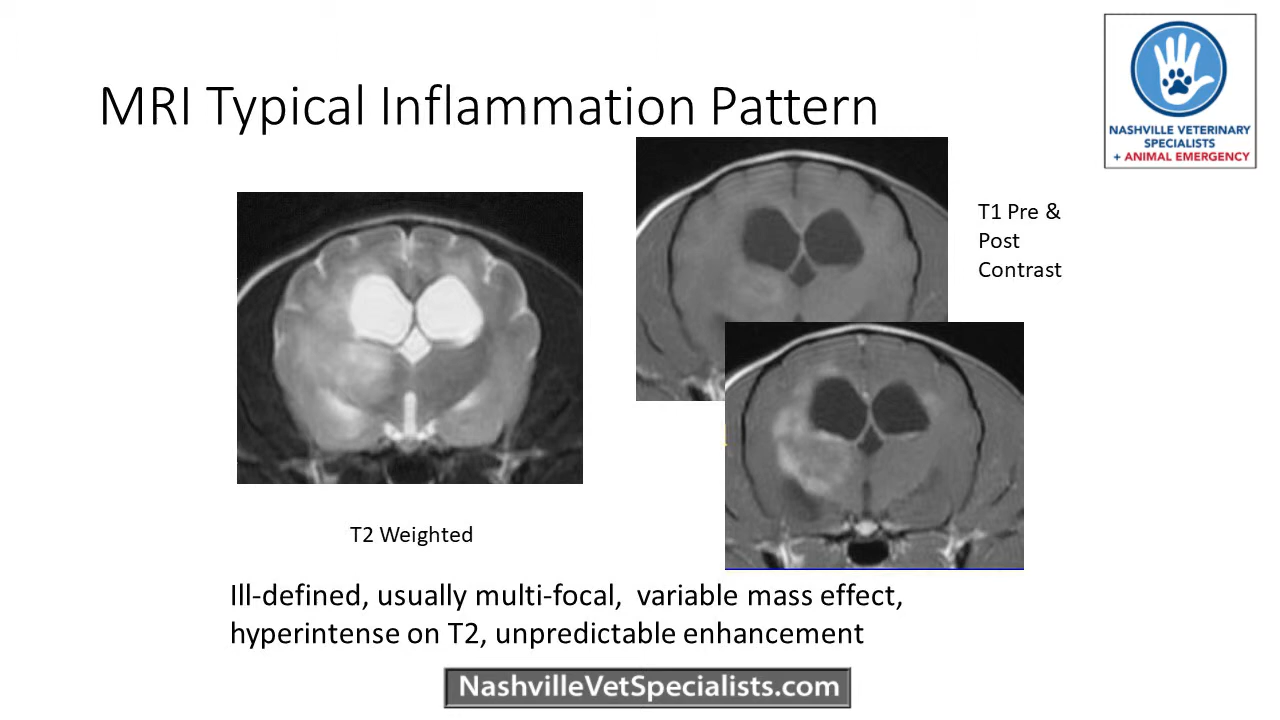 MRI Typical Inflammation Pattern
NASHVILLE VETERINARY
SPECIALISTS
+ ANIMAL EMERGENCY
T1 Pre &
Post
Contrast
T2 Weighted
Ill-defined, usually multi-focal,  variable mass effect,
hyperintense on T2, unpredictable enhancement
NashvilleVetSpecialists.com